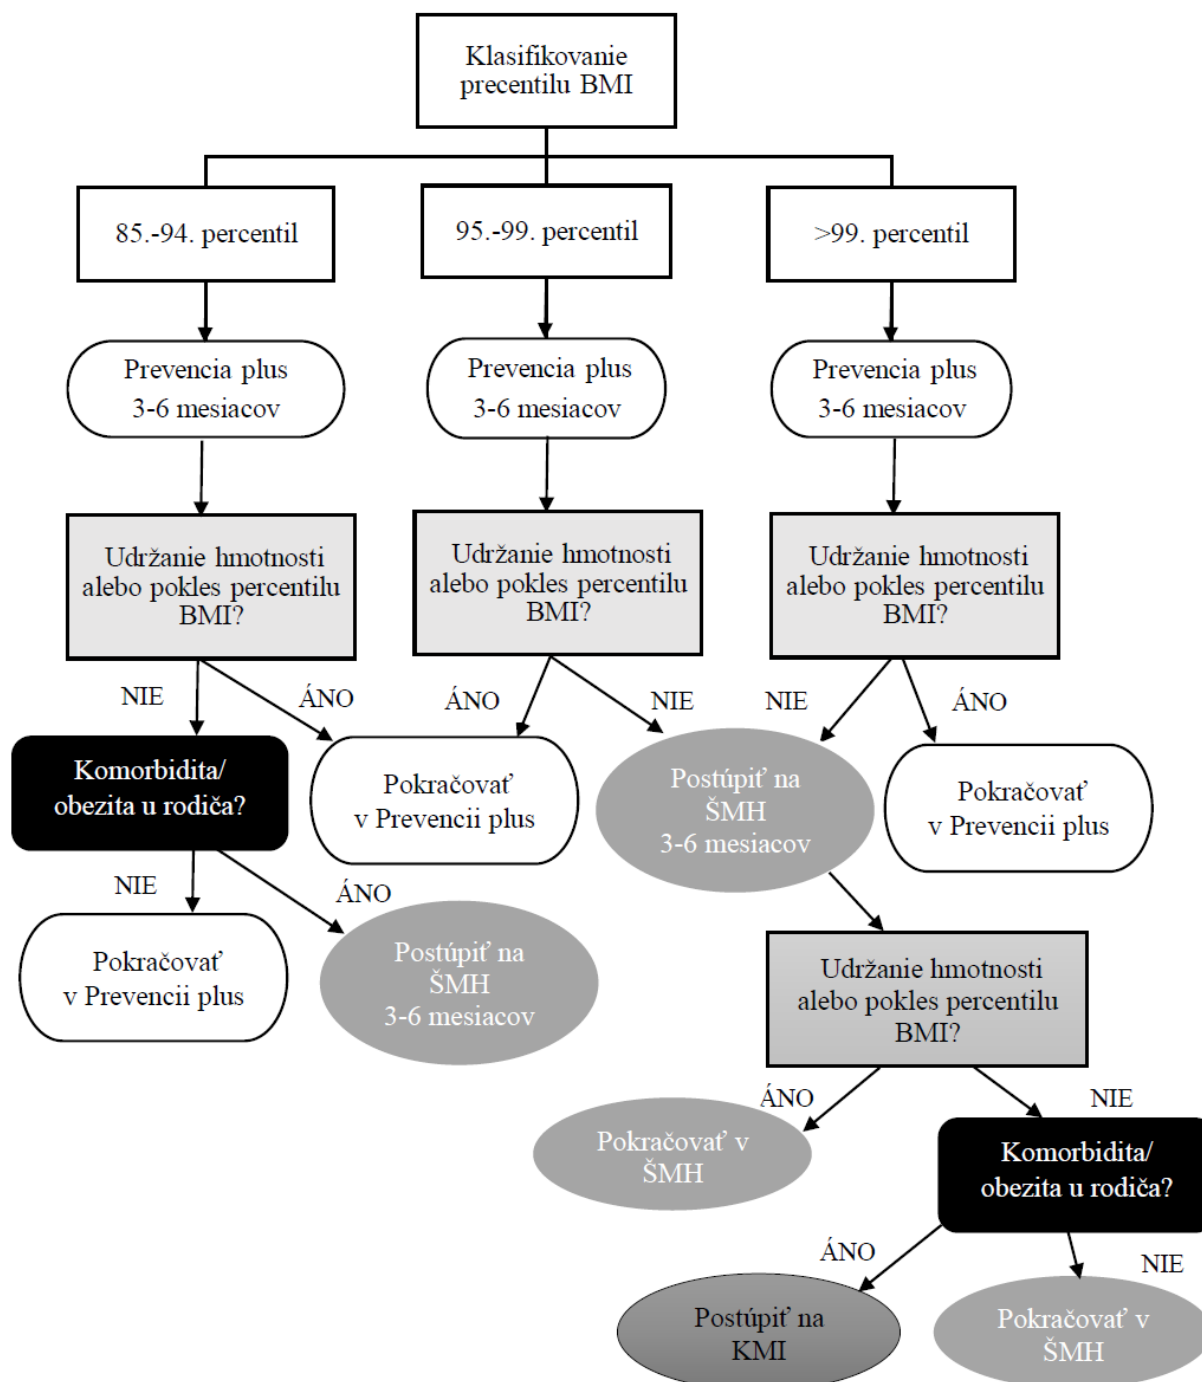 Klasifikovanie
precentilu BMI
85.-94. percentil
95.-99. percentil
>99. percentil
Prevencia plus
3-6 mesiacov
Prevencia plus
3-6 mesiacov
Prevencia plus
3-6 mesiacov
Udržanie hmotnosti
alebo pokles percentilu
BMI?
Udržanie hmotnosti
alebo pokles percentilu
BMI?
Udržanie hmotnosti
alebo pokles percentilu
BMI?
NIE
ÁNO
ÁNO
NIE
NIE
ÁNO
Komorbidita/
obezita u rodiča?
Pokračovať
v Prevencii plus
Postúpiť na
ŠMH
3-6 mesiacov
Pokračovať
v Prevencii plus
NIE
ÁNO
Pokračovať
v Prevencii plus
Postúpiť na
ŠMH
3-6 mesiacov
Udržanie hmotnosti
alebo pokles percentilu
BMI?
ÁNO
NIE
Pokračovať v
ŠMH
Komorbidita/
obezita u rodiča?
ÁNO
NIE
Postúpiť na
KMI
Pokračovať v
ŠMH